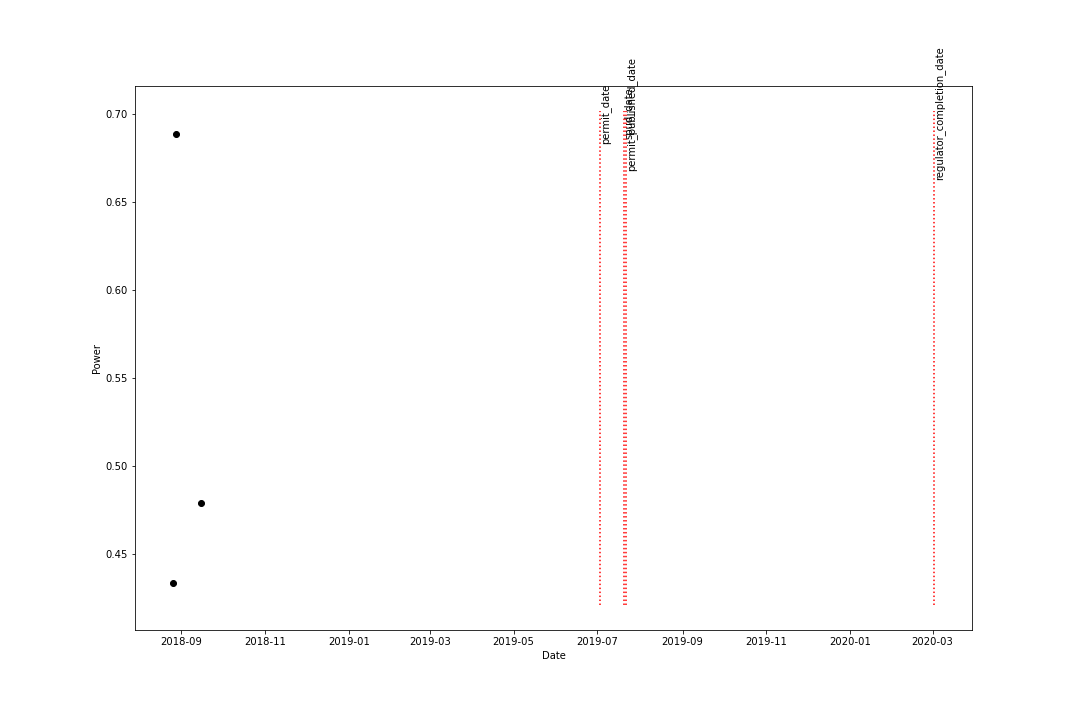 regulator_completion_date
permit_published_date
permit_date
spud_date
0.70
0.65
0.60
0.55
0.50
0.45
Power
2018-09
2018-11
2019-01
2019-03
2019-05
2019-07
2019-09
2019-11
2020-01
2020-03
Date